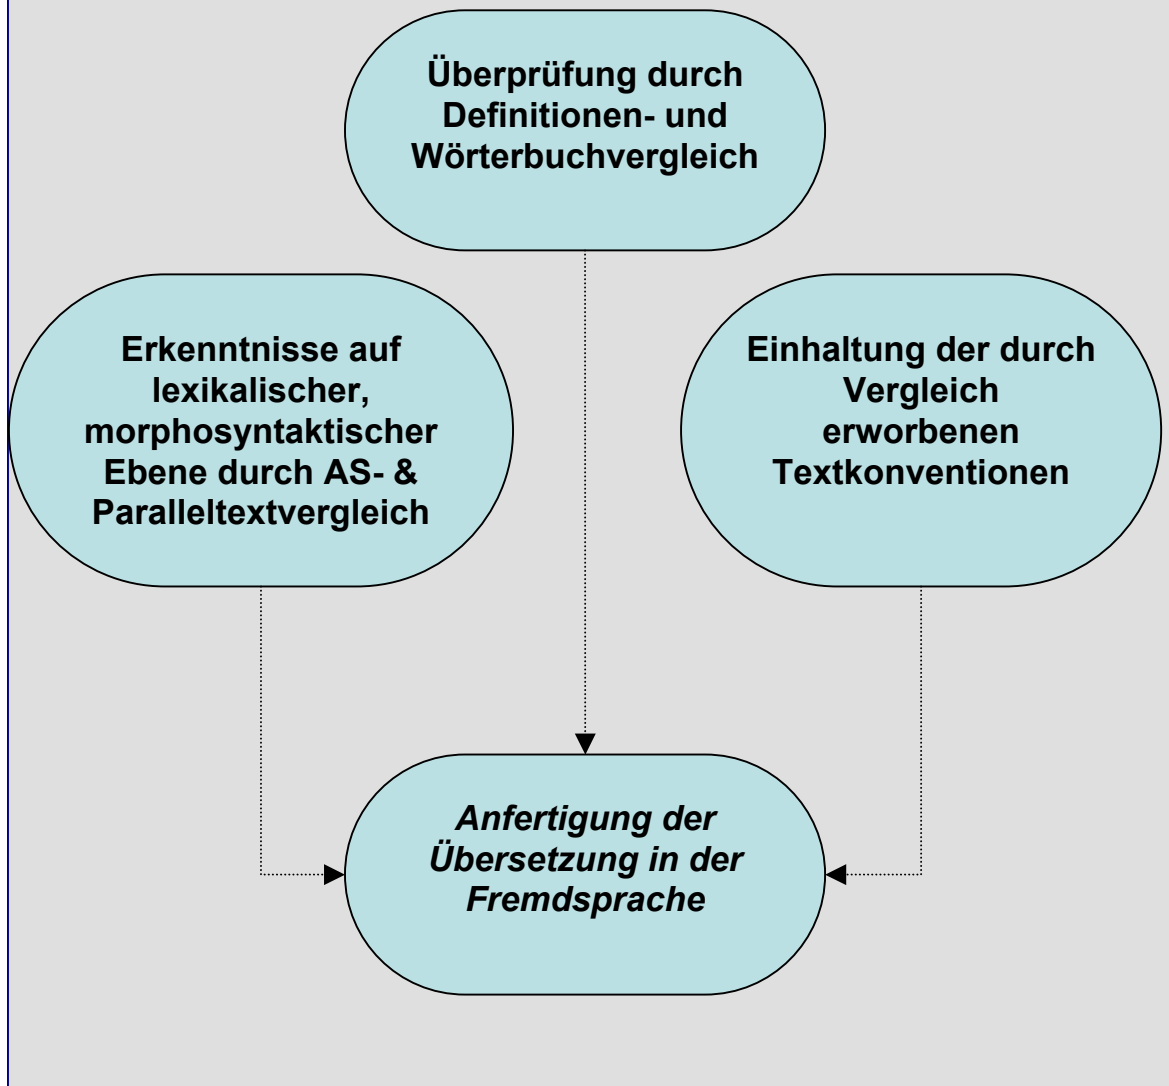 Überprüfung durch
Definitionen- und
Wörterbuchvergleich
Erkenntnisse auf
lexikalischer,
morphosyntaktischer
Ebene durch AS- &
Paralleltextvergleich
Einhaltung der durch
Vergleich
erworbenen
Textkonventionen
Anfertigung der
Übersetzung in der
Fremdsprache